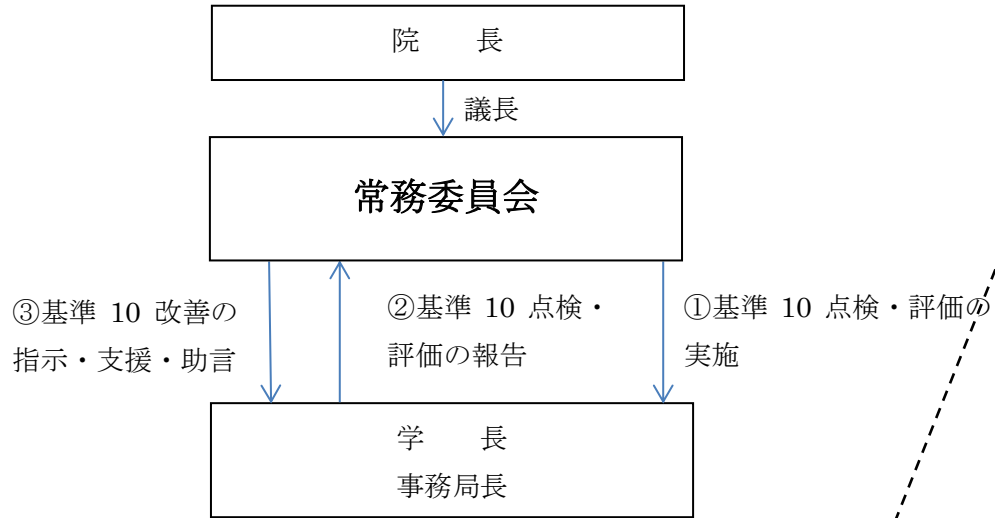 院　　長
議長
常務委員会
③基準 10 改善の
指示・支援・助言
②基準 10 点検・
評価の報告
①基準 10 点検・評価の
実施
学　　長
事務局長